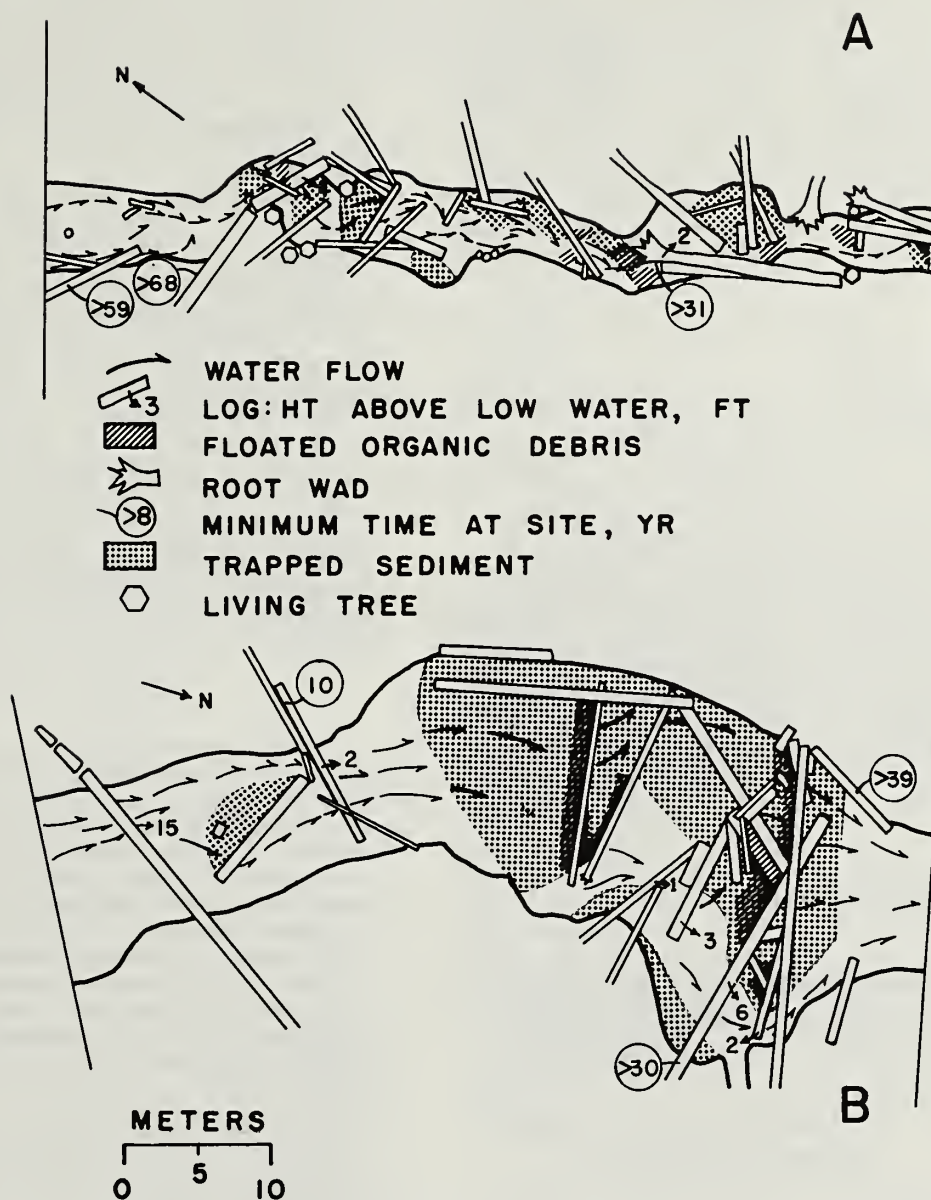 A
N
2
>68
>59
>31
WATER FLOW
3
LOG: HT ABOVE LOW WATER, FT
FLOATED ORGANIC DEBRIS
ROOT WAD
>8
MINIMUM TIME AT SITE, YR
TRAPPED SEDIMENT
LIVING TREE
N
10
2
>39
15
1
3
6
2
>30
B
METERS
0 5 10